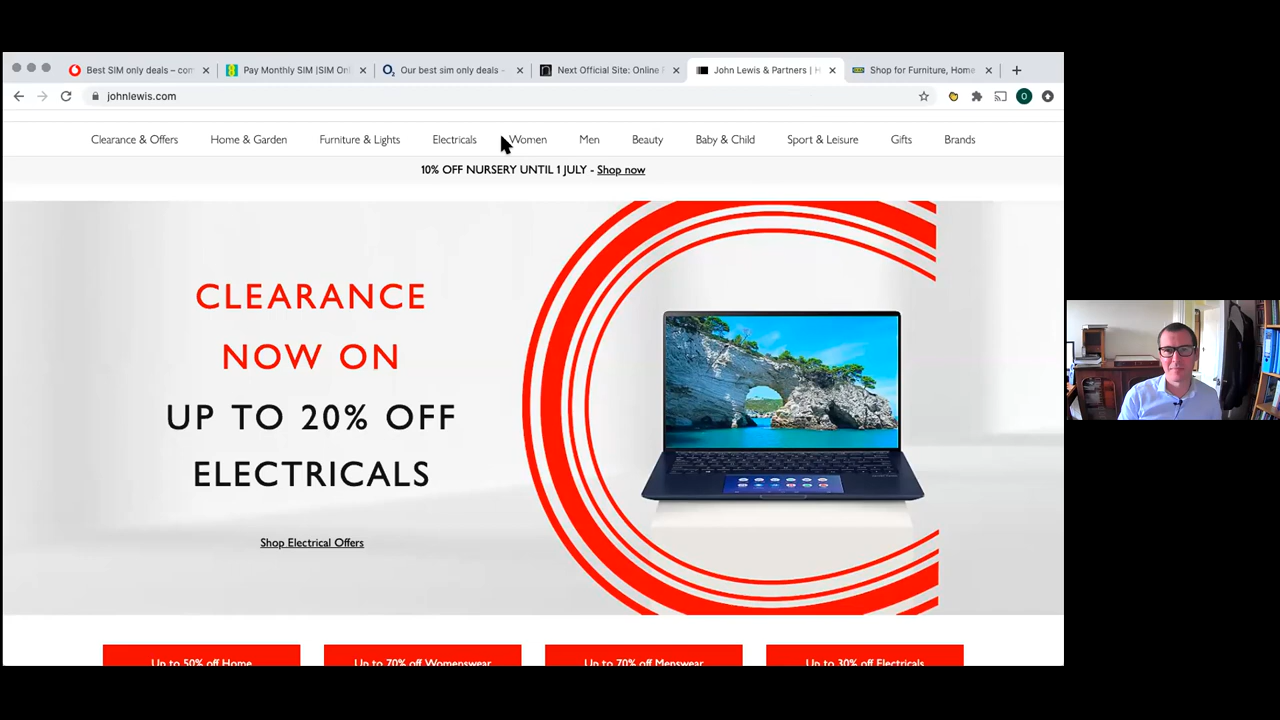 Best SIM only deals – com
Pay Monthly SIM |SIM Onl
O2 Our best sim only deals -
Next Official Site: Online F
John Lewis & Partners | H
Shop for Furniture, Home
johnlewis.com
O
Clearance & Offers Home & Garden Furniture & Lights Electricals Women Men Beauty Baby & Child Sport & Leisure Gifts Brands
10% OFF NURSERY UNTIL 1 JULY - Shop now
CLEARANCE
NOW ON
UP TO 20% OFF
ELECTRICALS
Shop Electrical Offers
Up to 50% off Home Up to 70% off Womenswear Up to 70% off Menswear Up to 30% off Electricals